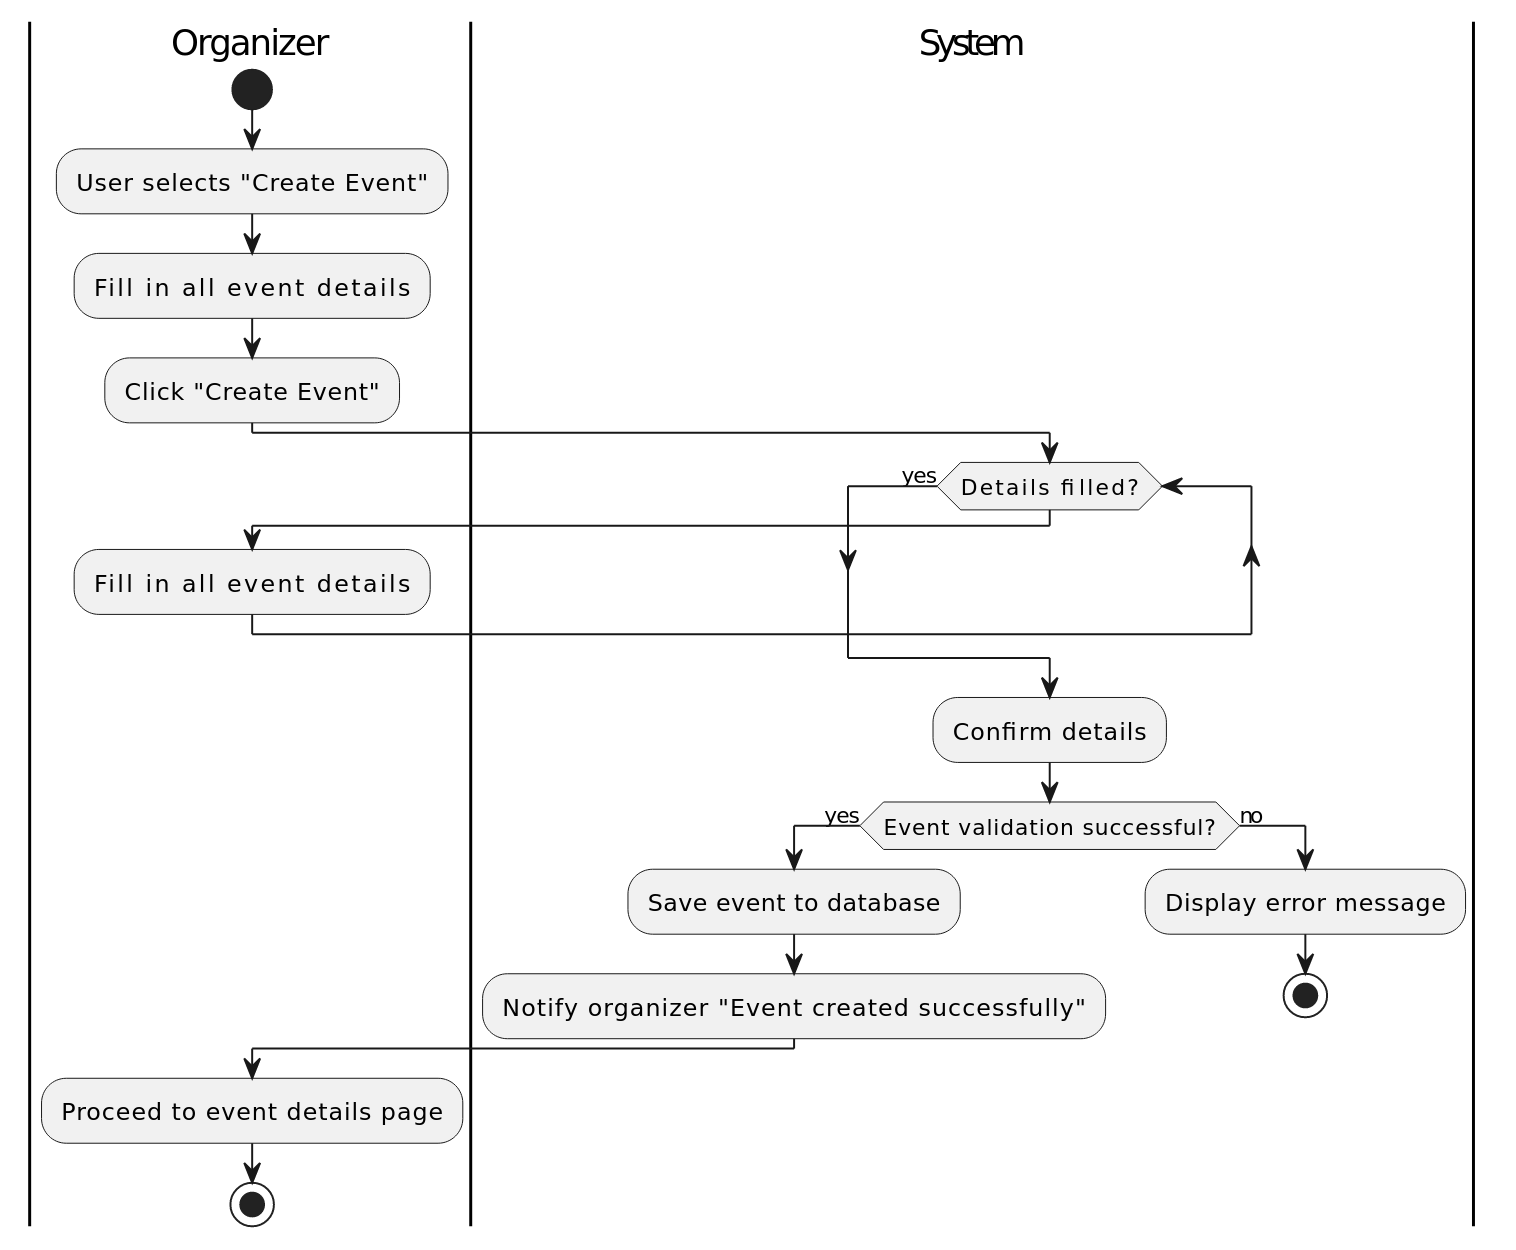 Organizer
System
User selects "Create Event"
Fill in all event details
Click "Create Event"
yes
Details filled?
Fill in all event details
Confirm details
yes
Event validation successful?
no
Save event to database
Display error message
Notify organizer "Event created successfully"
Proceed to event details page